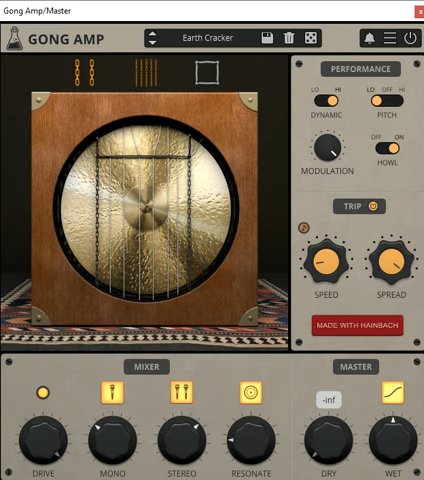 Gong Amp/Master
x
GONG AMP
Earth Cracker
PERFORMANCE
LO HI
LO OFF HI
DYNAMIC
PITCH
OFF ON
HOWL
MODULATION
TRIP
SPEED
SPREAD
MADE WITH HAINBACH
MIXER
MASTER
-inf
DRIVE
MONO
STEREO
RESONATE
DRY
WET